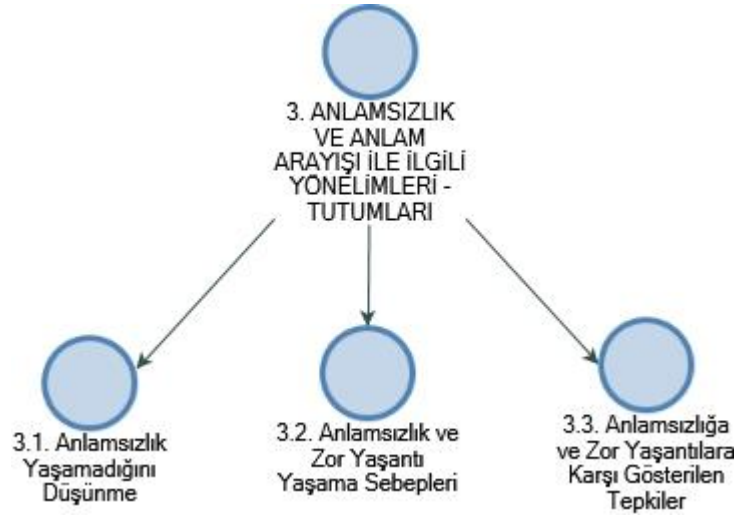 3. ANLAMSIZLIK
VE ANLAM
ARAYIŞI İLE İLGİLİ
YÖNELİMLERİ -
TUTUMLARI
3.1. Anlamsızlık
Yaşamadığını
Düşünme
3.2. Anlamsızlık ve
Zor Yaşantı
Yaşama Sebepleri
3.3. Anlamsızlığa
ve Zor Yaşantılara
Karşı Gösterilen
Tepkiler